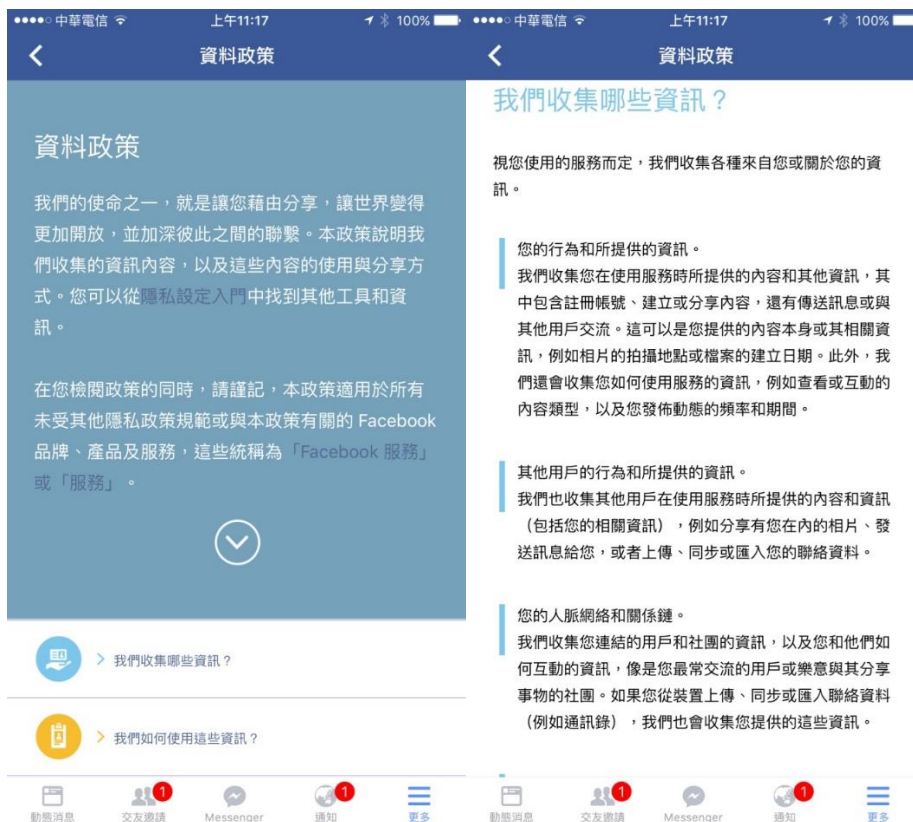 中華電信
上午11:17
100%
資料政策
資料政策
我們的使命之一,就是讓您藉由分享,讓世界變得
更加開放,並加深彼此之間的聯繫。本政策說明我
們收集的資訊內容,以及這些內容的使用與分享方
式。您可以從隱私設定入門中找到其他工具和資
訊。
在您檢閱政策的同時,請謹記,本政策適用於所有
未受其他隱私政策規範或與本政策有關的 Facebook
品牌、產品及服務,這些統稱為「Facebook 服務」
或「服務」。
我們收集哪些資訊?
我們如何使用這些資訊?
動態消息
交友邀請
1
Messenger
通知
1
更多
中華電信
上午11:17
100%
資料政策
我們收集哪些資訊?
視您使用的服務而定,我們收集各種來自您或關於您的資
訊。
您的行為和所提供的資訊。
我們收集您在使用服務時所提供的內容和其他資訊,其
中包含註冊帳號、建立或分享內容,還有傳送訊息或與
其他用戶交流。這可以是您提供的內容本身或其相關資
訊,例如相片的拍攝地點或檔案的建立日期。此外,我
們還會收集您如何使用服務的資訊,例如查看或互動的
內容類型,以及您發佈動態的頻率和期間。
其他用戶的行為和所提供的資訊。
我們也收集其他用戶在使用服務時所提供的內容和資訊
(包括您的相關資訊),例如分享有您在內的相片、發
送訊息給您,或者上傳、同步或匯入您的聯絡資料。
您的人脈網絡和關係鏈。
我們收集您連結的用戶和社團的資訊,以及您和他們如
何互動的資訊,像是您最常交流的用戶或樂意與其分享
事物的社團。如果您從裝置上傳、同步或匯入聯絡資料
(例如通訊錄),我們也會收集您提供的這些資訊。
動態消息
交友邀請
1
Messenger
通知
1
更多